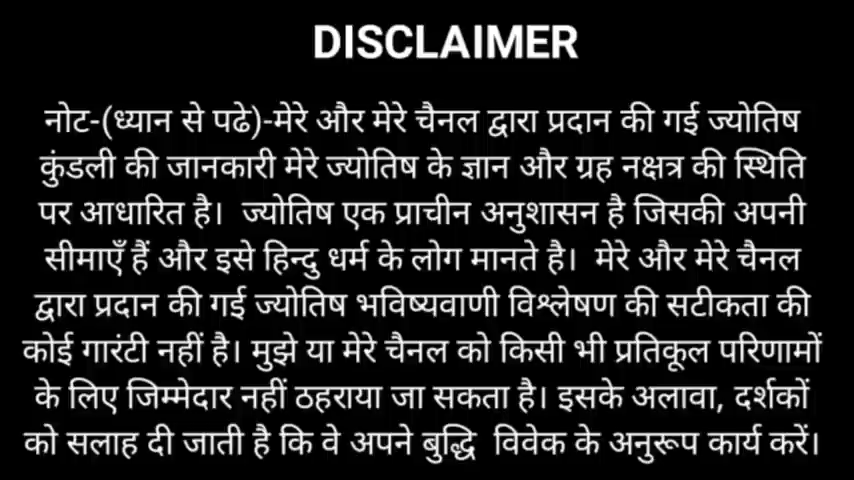 DISCLAIMER
नोट-(ध्यान से पढे)-मेरे और मेरे चैनल द्वारा प्रदान की गई ज्योतिष
कुंडली की जानकारी मेरे ज्योतिष के ज्ञान और ग्रह नक्षत्र की स्थिति
पर आधारित है। ज्योतिष एक प्राचीन अनुशासन है जिसकी अपनी
सीमाएँ हैं और इसे हिन्दु धर्म के लोग मानते है। मेरे और मेरे चैनल
द्वारा प्रदान की गई ज्योतिष भविष्यवाणी विश्लेषण की सटीकता की
कोई गारंटी नहीं है। मुझे या मेरे चैनल को किसी भी प्रतिकूल परिणामों
के लिए जिम्मेदार नहीं ठहराया जा सकता है। इसके अलावा, दर्शकों
को सलाह दी जाती है कि वे अपने बुद्धि विवेक के अनुरूप कार्य करें।